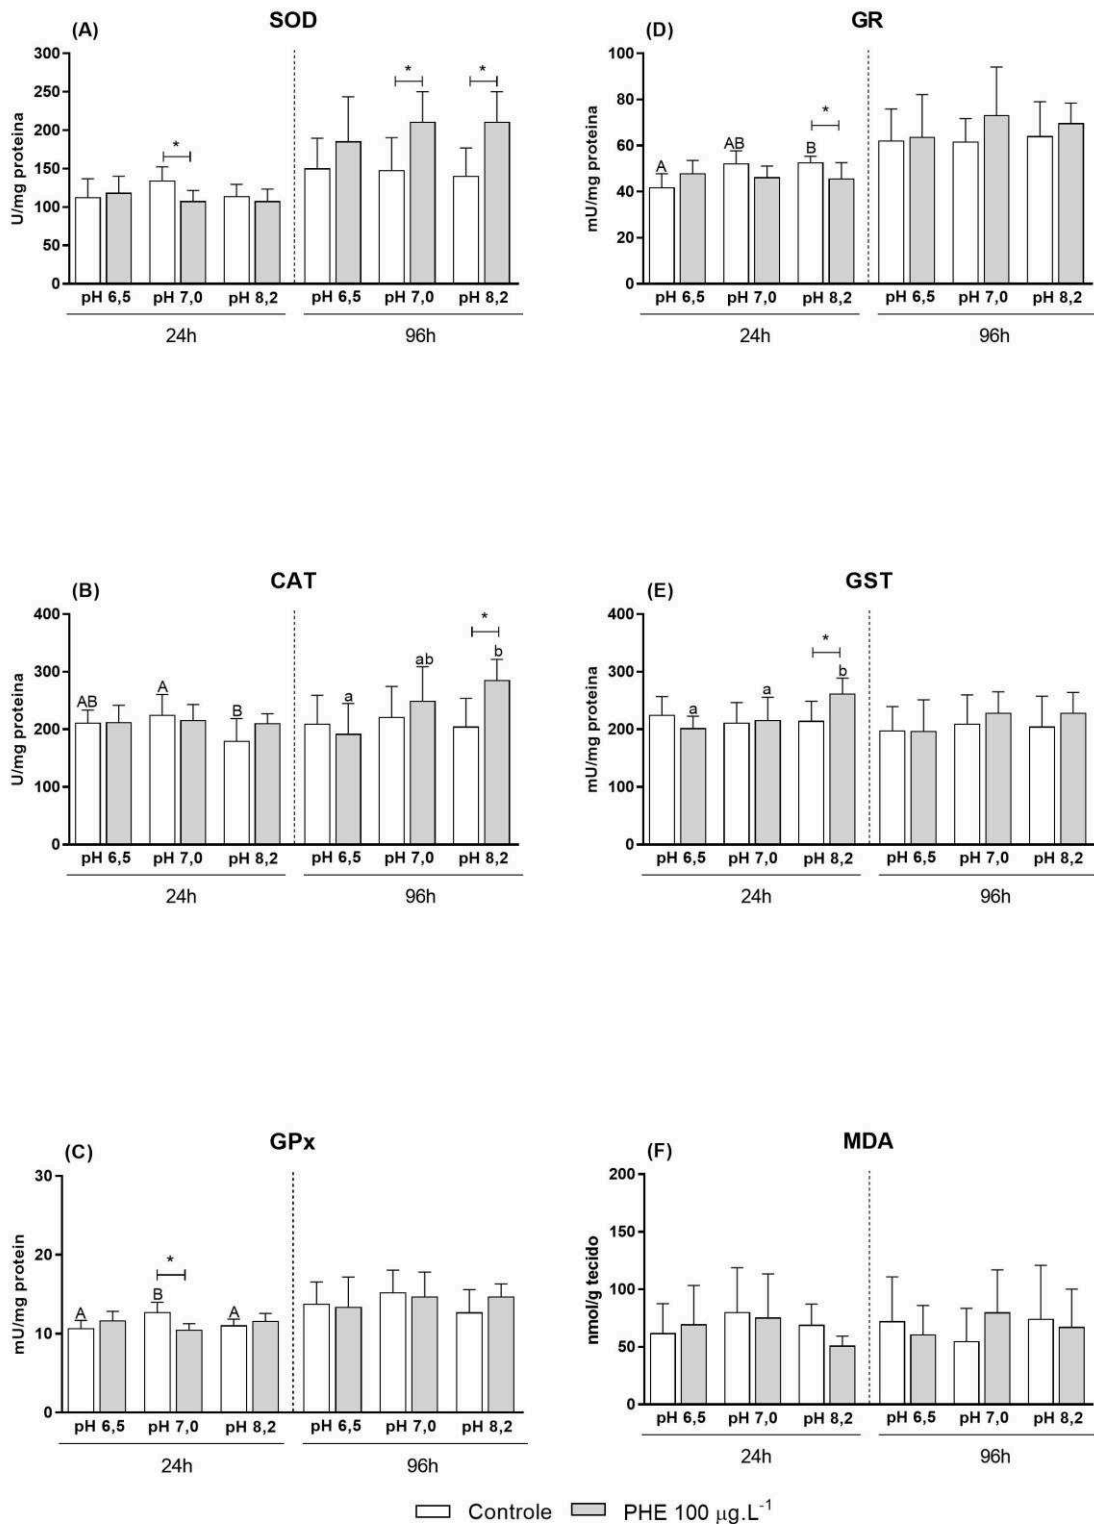 (A) SOD
U/mg proteina
300
250
200
150
100
50
0
* * *
pH 6,5 pH 7,0 pH 8,2 pH 6,5 pH 7,0 pH 8,2
24h 96h
(D) GR
mU/mg proteina
100
80
60
40
20
0
A AB B *
pH 6,5 pH 7,0 pH 8,2 pH 6,5 pH 7,0 pH 8,2
24h 96h
(B) CAT
U/mg proteina
400
300
200
100
0
AB A B a ab b *
pH 6,5 pH 7,0 pH 8,2 pH 6,5 pH 7,0 pH 8,2
24h 96h
(E) GST
mU/mg proteina
400
300
200
100
0
a a b *
pH 6,5 pH 7,0 pH 8,2 pH 6,5 pH 7,0 pH 8,2
24h 96h
(C) GPx
mU/mg protein
30
20
10
0
A B * A
pH 6,5 pH 7,0 pH 8,2 pH 6,5 pH 7,0 pH 8,2
24h 96h
(F) MDA
nmol/g tecido
200
150
100
50
0
pH 6,5 pH 7,0 pH 8,2 pH 6,5 pH 7,0 pH 8,2
24h 96h
Controle PHE 100 µg.L⁻¹